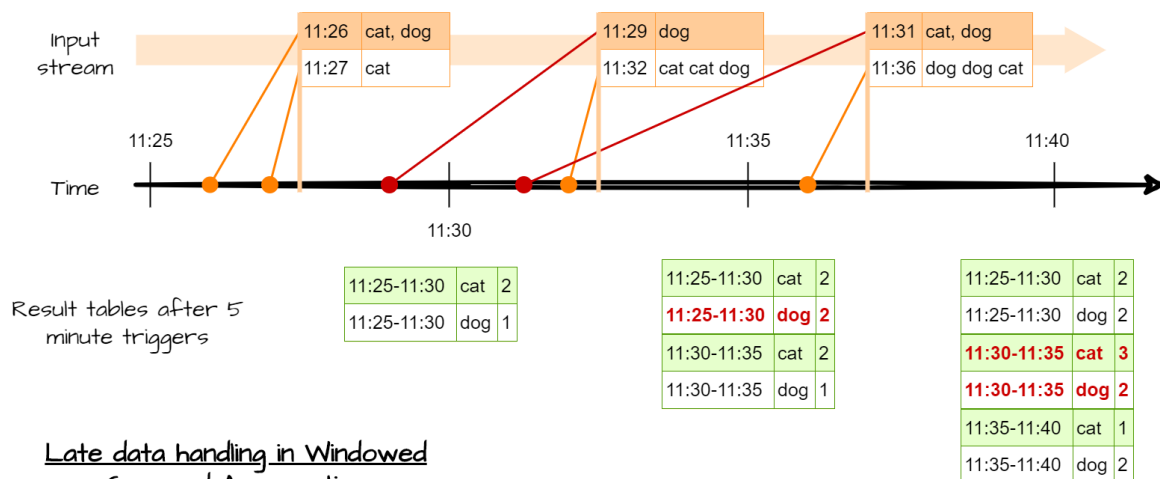 Input
stream
11:26 cat, dog
11:27 cat
11:29 dog
11:32 cat cat dog
11:31 cat, dog
11:36 dog dog cat
11:25
11:35
11:40
Time
11:30
Result tables after 5
minute triggers
11:25-11:30 cat 2
11:25-11:30 dog 1
11:25-11:30 cat 2
11:25-11:30 dog 2
11:30-11:35 cat 2
11:30-11:35 dog 1
11:25-11:30 cat 2
11:25-11:30 dog 2
11:30-11:35 cat 3
11:30-11:35 dog 2
11:35-11:40 cat 1
11:35-11:40 dog 2
Late data handling in Windowed